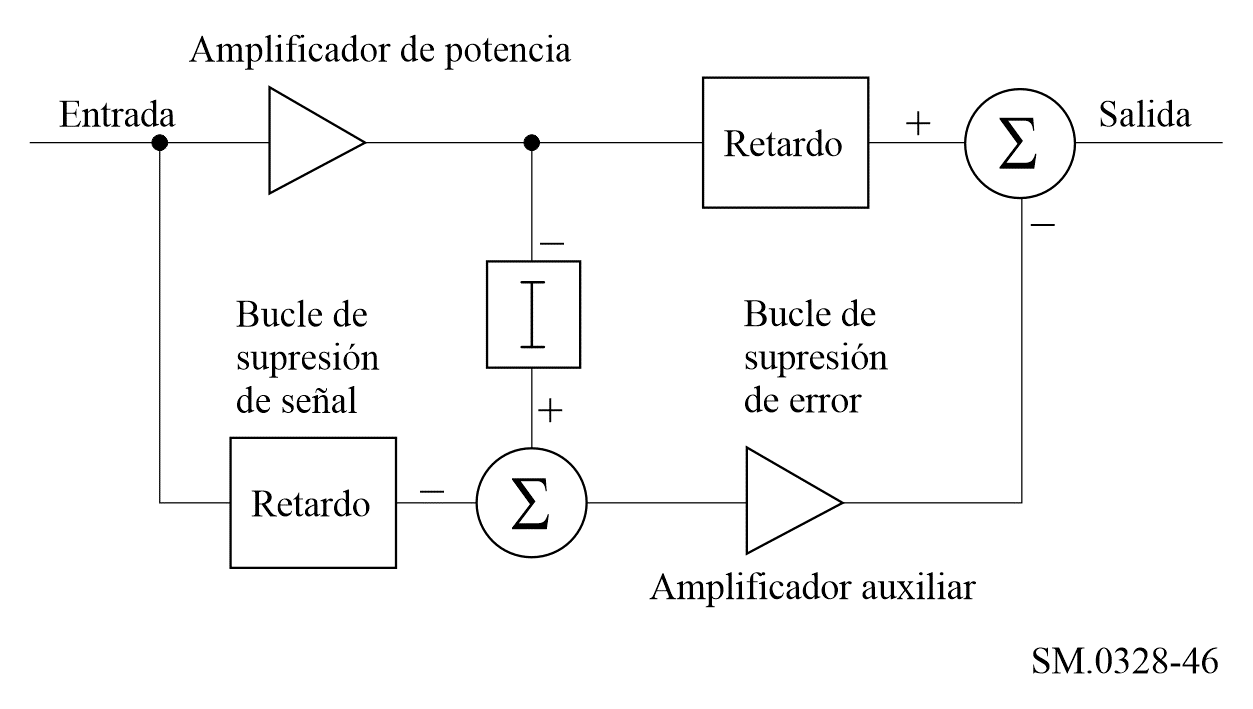 Amplificador de potencia
Entrada
Salida
Retardo
+
Σ
−
−
Bucle de
supresión
de señal
Bucle de
supresión
de error
+
Retardo
−
Σ
Amplificador auxiliar
SM.0328-46